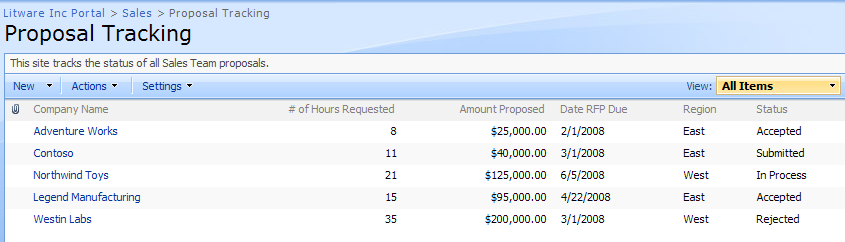 Litware Inc Portal > Sales > Proposal Tracking
Proposal Tracking
This site tracks the status of all Sales Team proposals.
New Actions Settings View: All Items
Company Name # of Hours Requested Amount Proposed Date RFP Due Region Status
Adventure Works 8 $25,000.00 2/1/2008 East Accepted
Contoso 11 $40,000.00 3/1/2008 East Submitted
Northwind Toys 21 $125,000.00 6/5/2008 West In Process
Legend Manufacturing 15 $95,000.00 4/22/2008 East Accepted
Westin Labs 35 $200,000.00 3/1/2008 West Rejected